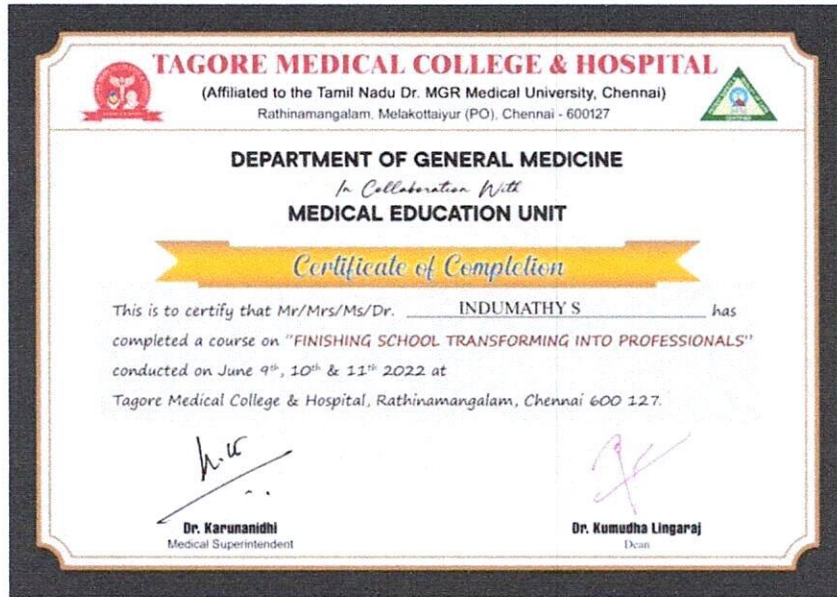 TAGORE MEDICAL COLLEGE & HOSPITAL
(Affiliated to the Tamil Nadu Dr. MGR Medical University, Chennai)
Rathinamangalam, Melakottaiyur (PO), Chennai - 600127
DEPARTMENT OF GENERAL MEDICINE
In Collaboration With
MEDICAL EDUCATION UNIT
Certificate of Completion
This is to certify that Mr/Mrs/Ms/Dr. INDUMATHY S has
completed a course on "FINISHING SCHOOL TRANSFORMING INTO PROFESSIONALS"
conducted on June 9th, 10th & 11th 2022 at
Tagore Medical College & Hospital, Rathinamangalam, Chennai 600 127.
Dr. Karunanidhi
Medical Superintendent
Dr. Kumudha Lingaraj
Dean